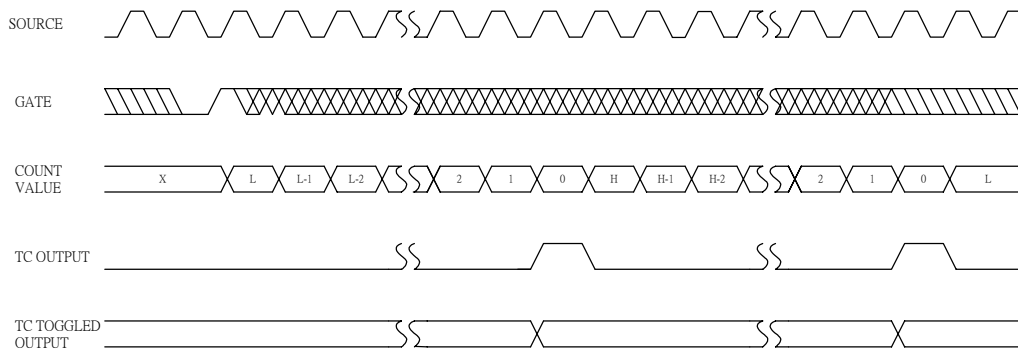 SOURCE
GATE
COUNT
VALUE
X L L-1 L-2 2 1 0 H H-1 H-2 2 1 0 L
TC OUTPUT
TC TOGGLED
OUTPUT